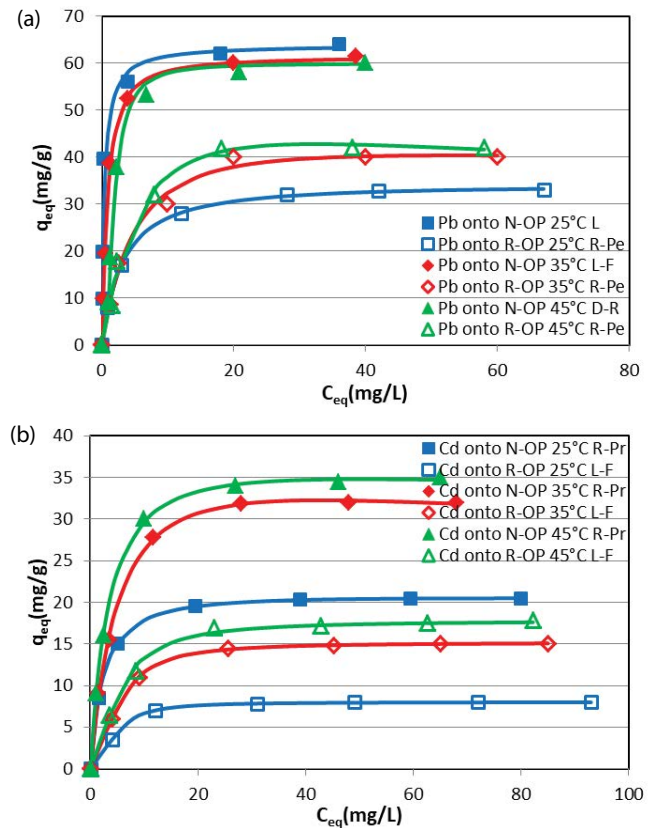 (a)
70
60
50
40
30
20
10
0
q_eq(mg/g)
Pb onto N-OP 25°C L
Pb onto R-OP 25°C R-Pe
Pb onto N-OP 35°C L-F
Pb onto R-OP 35°C R-Pe
Pb onto N-OP 45°C D-R
Pb onto R-OP 45°C R-Pe
0 20 40 60 80
C_eq(mg/L)
(b)
40
35
30
25
20
15
10
5
0
q_eq(mg/g)
Cd onto N-OP 25°C R-Pr
Cd onto R-OP 25°C L-F
Cd onto N-OP 35°C R-Pr
Cd onto R-OP 35°C L-F
Cd onto N-OP 45°C R-Pr
Cd onto R-OP 45°C L-F
0 20 40 60 80 100
C_eq(mg/L)